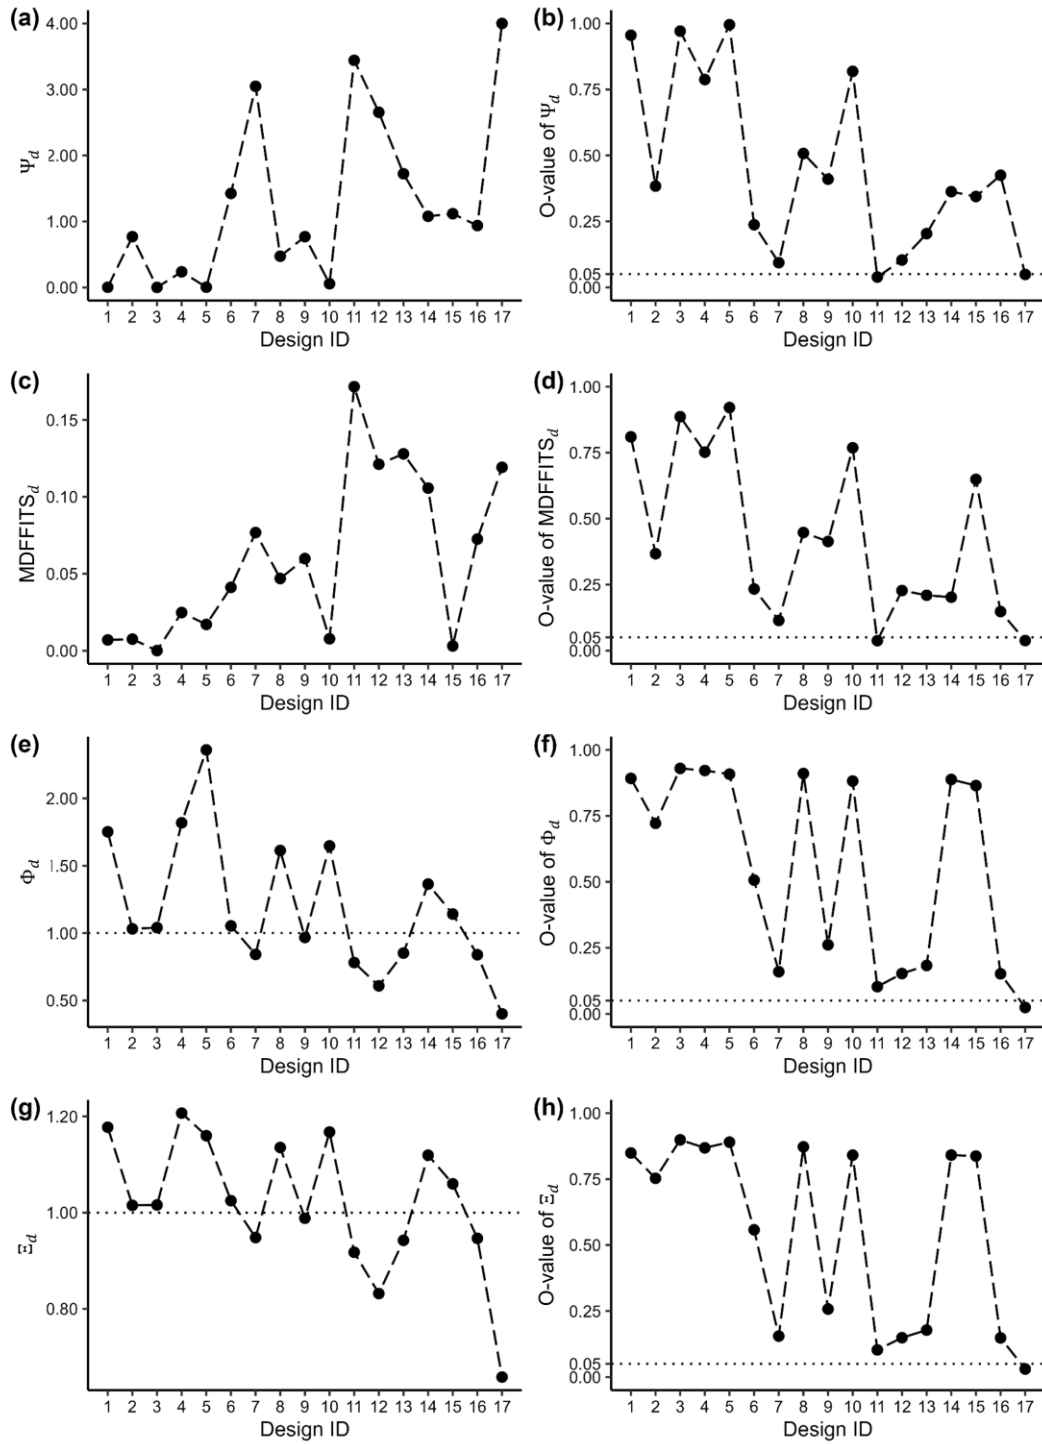 (a)
4.00
3.00
2.00
1.00
0.00
Ψd
1 2 3 4 5 6 7 8 9 10 11 12 13 14 15 16 17
Design ID
(b)
1.00
0.75
0.50
0.25
0.05
0.00
O-value of Ψd
1 2 3 4 5 6 7 8 9 10 11 12 13 14 15 16 17
Design ID
(c)
0.15
0.10
0.05
0.00
MDFFITSd
1 2 3 4 5 6 7 8 9 10 11 12 13 14 15 16 17
Design ID
(d)
1.00
0.75
0.50
0.25
0.05
0.00
O-value of MDFFITSd
1 2 3 4 5 6 7 8 9 10 11 12 13 14 15 16 17
Design ID
(e)
2.00
1.50
1.00
0.50
Φd
1 2 3 4 5 6 7 8 9 10 11 12 13 14 15 16 17
Design ID
(f)
1.00
0.75
0.50
0.25
0.05
0.00
O-value of Φd
1 2 3 4 5 6 7 8 9 10 11 12 13 14 15 16 17
Design ID
(g)
1.20
1.00
0.80
Ξd
1 2 3 4 5 6 7 8 9 10 11 12 13 14 15 16 17
Design ID
(h)
1.00
0.75
0.50
0.25
0.05
0.00
O-value of Ξd
1 2 3 4 5 6 7 8 9 10 11 12 13 14 15 16 17
Design ID